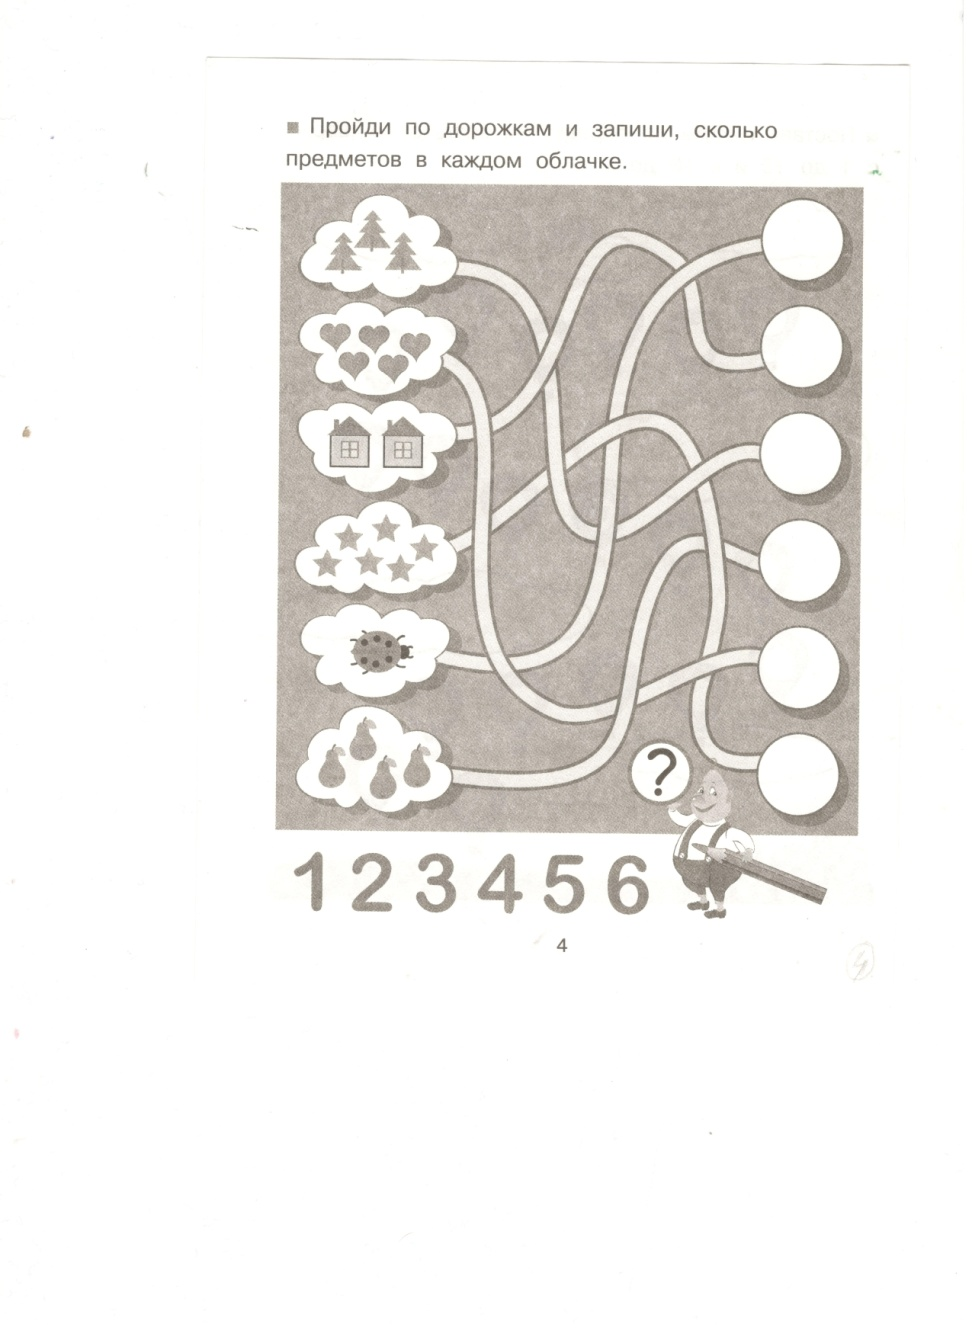 Пройди по дорожкам и запиши, сколько
предметов в каждом облачке.
?
1 2 3 4 5 6
4